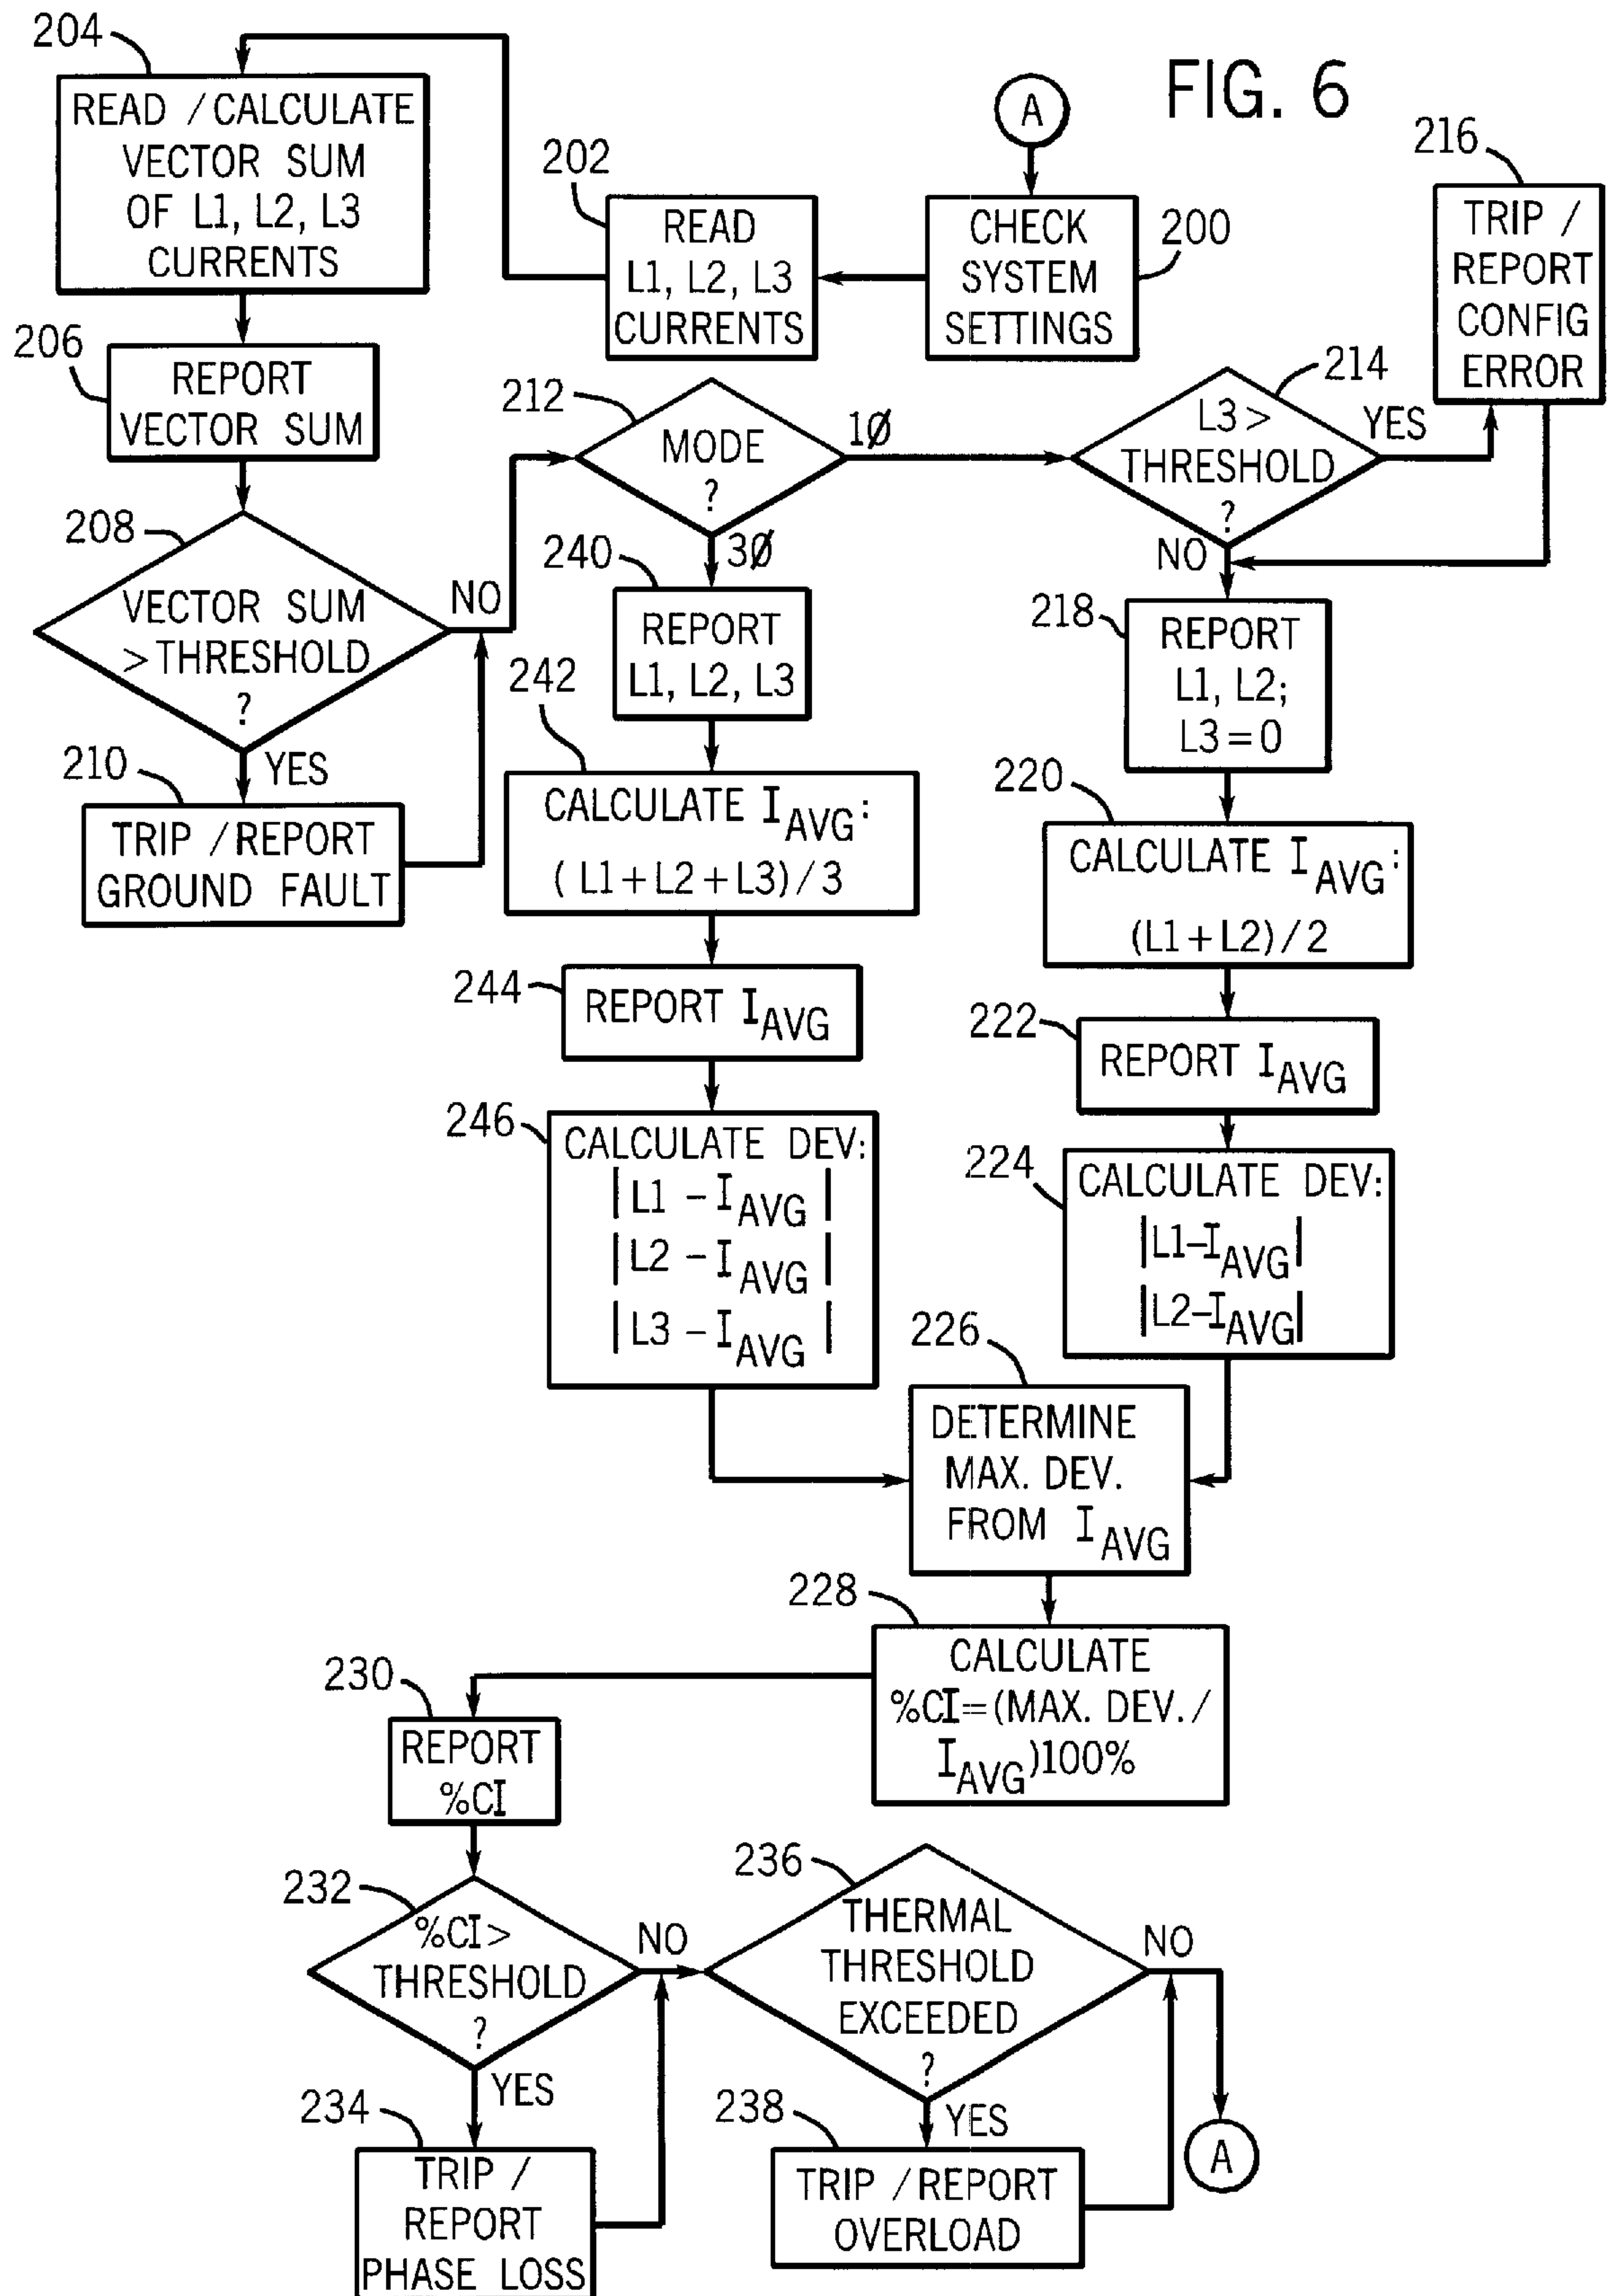 FIG. 6
A
204
READ / CALCULATE
VECTOR SUM
OF L1, L2, L3
CURRENTS
202
READ
L1, L2, L3
CURRENTS
CHECK
SYSTEM
SETTINGS
200
216
TRIP /
REPORT
CONFIG
ERROR
206
REPORT
VECTOR SUM
208
VECTOR SUM
> THRESHOLD
?
NO
YES
210
TRIP / REPORT
GROUND FAULT
212
MODE
?
1Ø
3Ø
214
L3 >
THRESHOLD
?
YES
NO
240
REPORT
L1, L2, L3
242
CALCULATE I AVG:
( L1 + L2 + L3) / 3
244
REPORT I AVG
246
CALCULATE DEV:
| L1 – I AVG |
| L2 – I AVG |
| L3 – I AVG |
218
REPORT
L1, L2;
L3 = 0
220
CALCULATE I AVG:
(L1 + L2) / 2
222
REPORT I AVG
224
CALCULATE DEV:
|L1–I AVG|
|L2–I AVG|
226
DETERMINE
MAX. DEV.
FROM I AVG
228
CALCULATE
%CI = (MAX. DEV. /
I AVG )100%
230
REPORT
%CI
232
%CI >
THRESHOLD
?
NO
YES
234
TRIP /
REPORT
PHASE LOSS
236
THERMAL
THRESHOLD
EXCEEDED
?
NO
YES
238
TRIP / REPORT
OVERLOAD
A